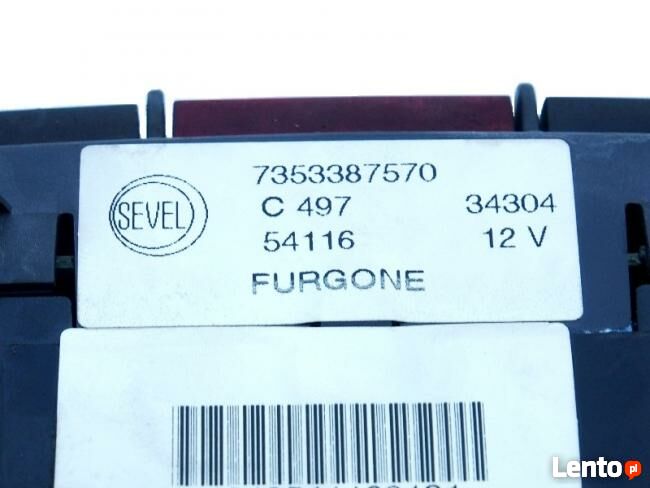 7353387570
SEVEL
C 497 34304
54116 12 V
FURGONE
Lento.pl